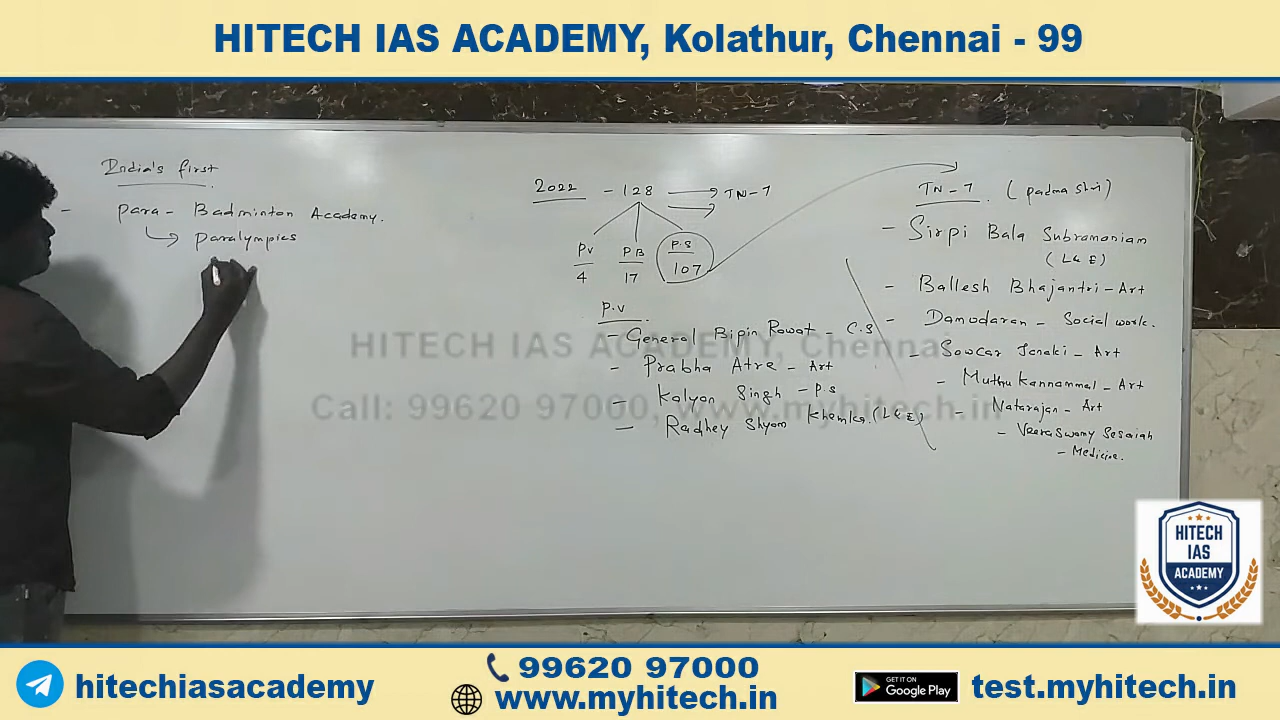 HITECH IAS ACADEMY, Kolathur, Chennai - 99
India's first
- Para - Badminton Academy.
Paralympics
2022 - 128 TN-7
PV PB P.S
4 17 107
P.V
- General Bipin Rawat - C.S
- Prabha Atre - Art
- Kalyan Singh - P.S
- Radhey Shyam Khemka. (L & E)
TN-7. (padma Shri)
- Sirpi Bala Subramaniam
(L & E)
- Ballesh Bhajantri - Art
- Damodaran - Social work.
- Sowcar Janaki - Art
- Muthu Kannammal - Art
- Natarajan - Art
- Veeraswamy Sesaiah
- Medicine.
HITECH IAS ACADEMY, Chennai
Call: 99620 97000, www.myhitech.in
HITECH
IAS
ACADEMY
hitechiasacademy
99620 97000
www.myhitech.in
GET IT ON
Google Play
test.myhitech.in